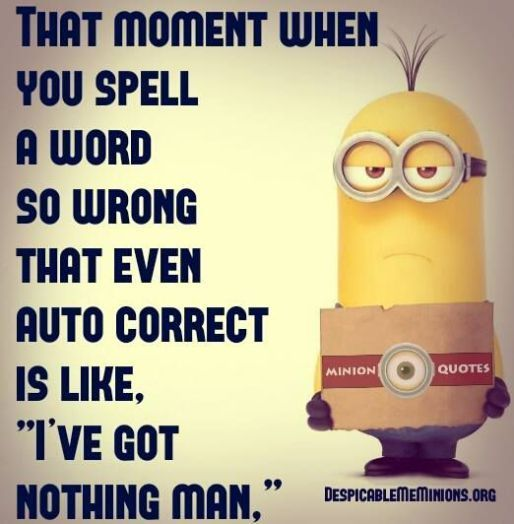 That moment when
you spell
a word
so wrong
that even
auto correct
is like,
"I've got
nothing man,"
MINION QUOTES
DespicableMeMinions.org